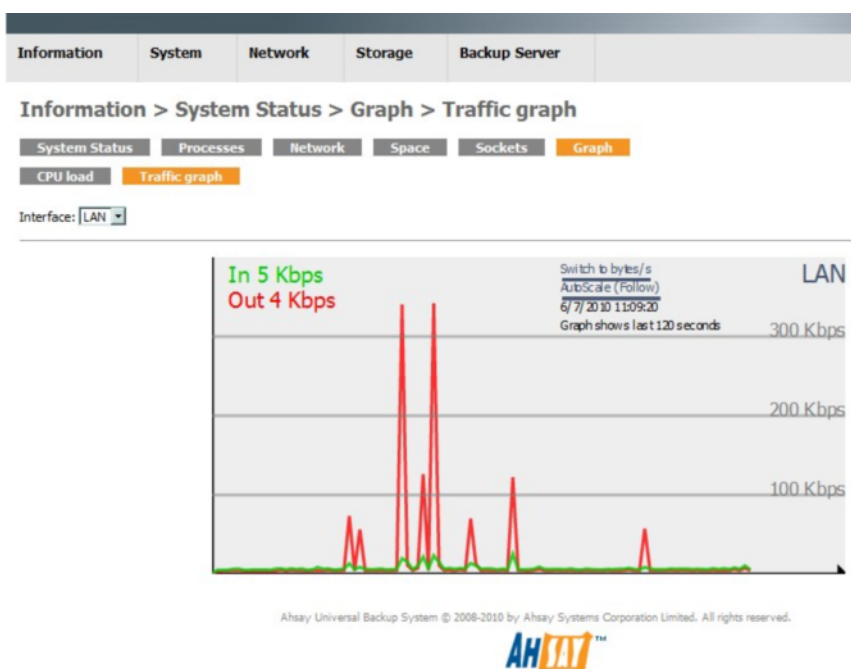 Information System Network Storage Backup Server
Information > System Status > Graph > Traffic graph
System Status Processes Network Space Sockets Graph
CPU load Traffic graph
Interface: LAN
In 5 Kbps
Out 4 Kbps
Switch to bytes/s
AutoScale (Follow)
6/7/2010 11:09:20
Graph shows last 120 seconds
LAN
300 Kbps
200 Kbps
100 Kbps
Ahsay Universal Backup System © 2008-2010 by Ahsay Systems Corporation Limited. All rights reserved.
AHSAY™